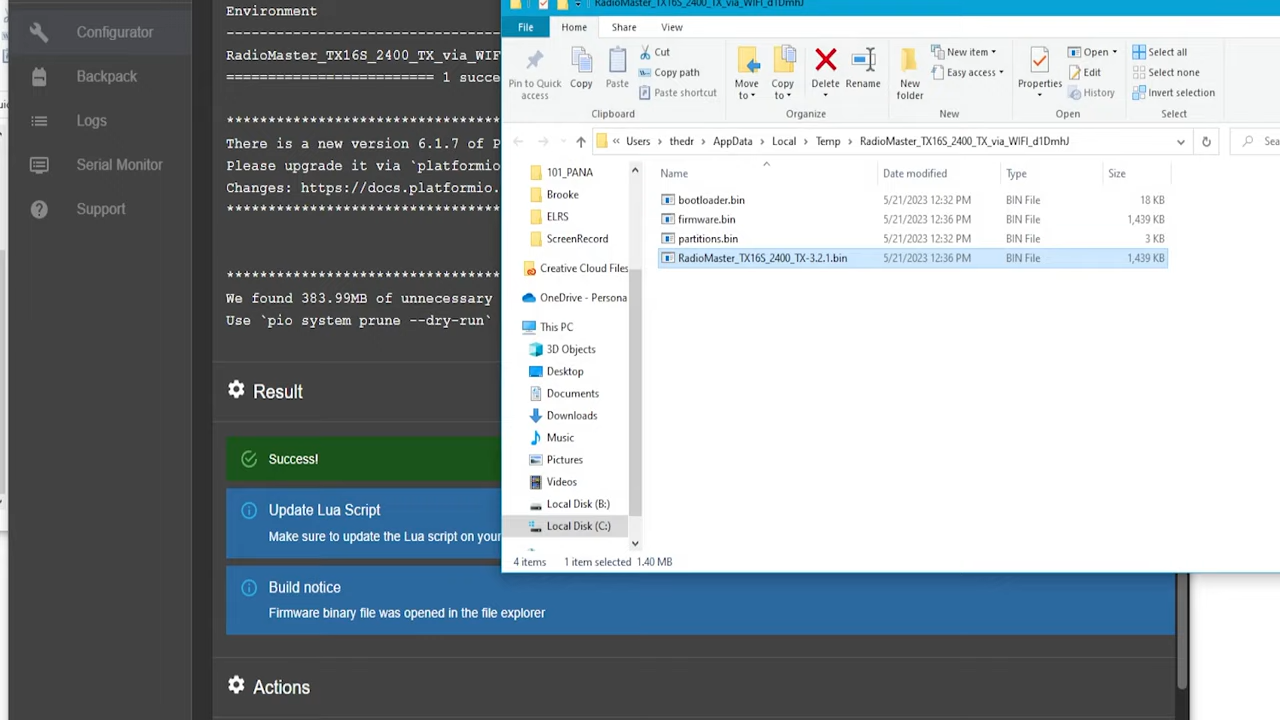 Configurator
Backpack
Logs
Serial Monitor
Support
Environment
-------------------------------
RadioMaster_TX16S_2400_TX_via_WIF
========================= 1 succe
*********************************
There is a new version 6.1.7 of P
Please upgrade it via `platformio
Changes: https://docs.platformio.
*********************************
*********************************
We found 383.99MB of unnecessary
Use `pio system prune --dry-run`
Result
Success!
Update Lua Script
Make sure to update the Lua script on your
Build notice
Firmware binary file was opened in the file explorer
Actions
RadioMaster_TX16S_2400_TX_via_WIFI_d1DmhJ
File Home Share View
Pin to Quick access
Copy
Paste
Cut
Copy path
Paste shortcut
Clipboard
Move to
Copy to
Delete
Rename
Organize
New folder
New item
Easy access
New
Properties
Open
Edit
History
Open
Select all
Select none
Invert selection
Select
« Users > thedr > AppData > Local > Temp > RadioMaster_TX16S_2400_TX_via_WIFI_d1DmhJ
Sea
101_PANA
Brooke
ELRS
ScreenRecord
Creative Cloud Files
OneDrive - Persona
This PC
3D Objects
Desktop
Documents
Downloads
Music
Pictures
Videos
Local Disk (B:)
Local Disk (C:)
Name Date modified Type Size
bootloader.bin 5/21/2023 12:32 PM BIN File 18 KB
firmware.bin 5/21/2023 12:36 PM BIN File 1,439 KB
partitions.bin 5/21/2023 12:32 PM BIN File 3 KB
RadioMaster_TX16S_2400_TX-3.2.1.bin 5/21/2023 12:36 PM BIN File 1,439 KB
4 items 1 item selected 1.40 MB